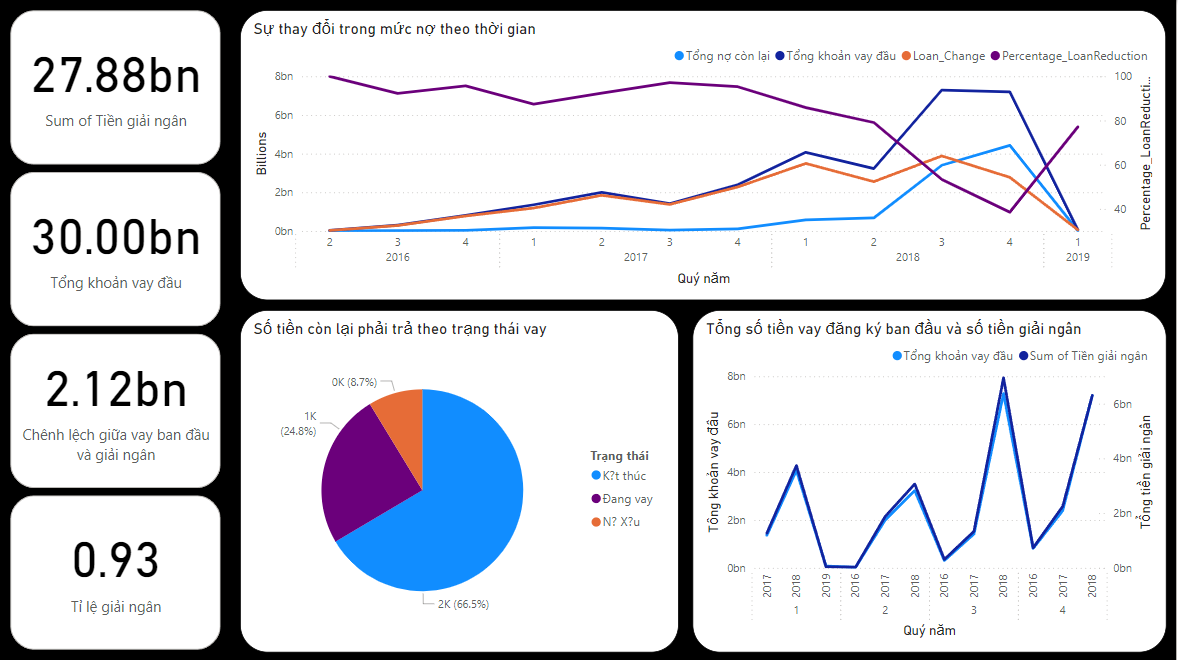 27.88bn
Sum of Tiền giải ngân
30.00bn
Tổng khoản vay đầu
2.12bn
Chênh lệch giữa vay ban đầu
và giải ngân
0.93
Tỉ lệ giải ngân
Sự thay đổi trong mức nợ theo thời gian
Tổng nợ còn lại Tổng khoản vay đầu Loan_Change Percentage_LoanReduction
Billions
8bn
6bn
4bn
2bn
0bn
100
80
60
40
Percentage_LoanReducti...
2 3 4 1 2 3 4 1 2 3 4 1
2016 2017 2018 2019
Quý năm
Số tiền còn lại phải trả theo trạng thái vay
0K (8.7%)
1K
(24.8%)
2K (66.5%)
Trạng thái
K?t thúc
Đang vay
N? X?u
Tổng số tiền vay đăng ký ban đầu và số tiền giải ngân
Tổng khoản vay đầu Sum of Tiền giải ngân
Tổng khoản vay đầu
8bn
6bn
4bn
2bn
0bn
6bn
4bn
2bn
0bn
Tổng tiền giải ngân
2017 2018 2019 2016 2017 2018 2016 2017 2018 2016 2017 2018
1 2 3 4
Quý năm